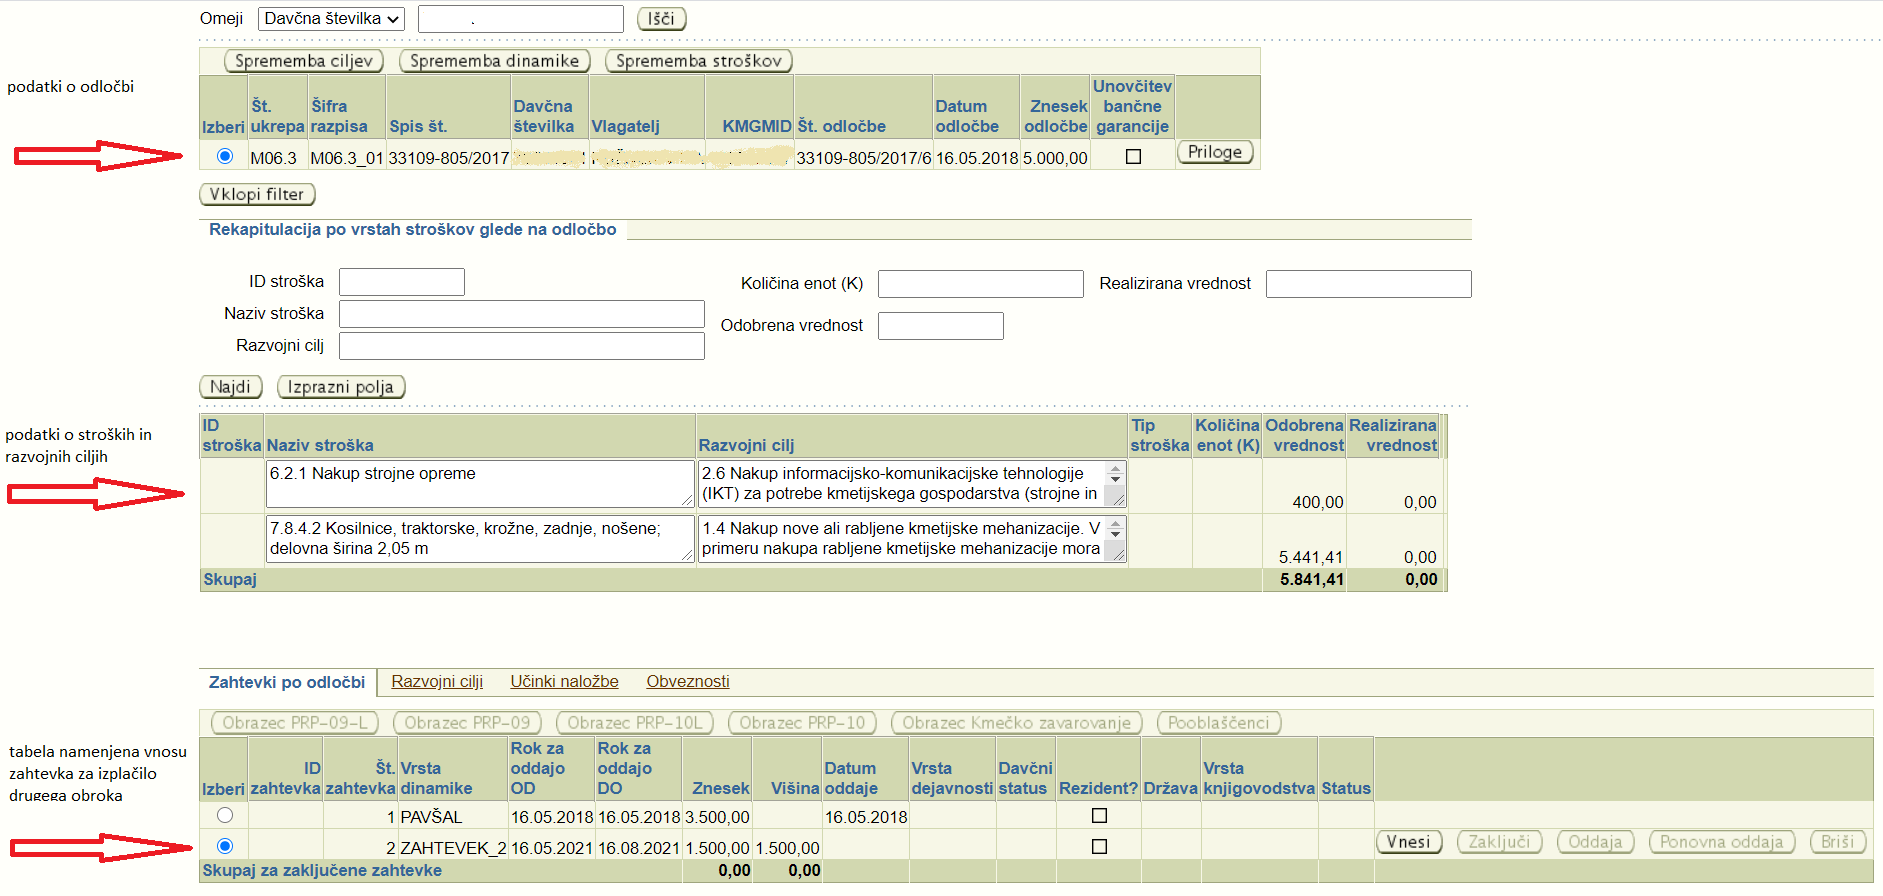 Omeji Davčna številka Išči
Sprememba ciljev Sprememba dinamike Sprememba stroškov
podatki o odločbi
Izberi Št. ukrepa Šifra razpisa Spis št. Davčna številka Vlagatelj KMGMID Št. odločbe Datum odločbe Znesek odločbe Unovčitev bančne garancije
M06.3 M06.3_01 33109-805/2017 33109-805/2017/6 16.05.2018 5.000,00 Priloge
Vklopi filter
Rekapitulacija po vrstah stroškov glede na odločbo
ID stroška Količina enot (K) Realizirana vrednost
Naziv stroška
Odobrena vrednost
Razvojni cilj
Najdi Izprazni polja
podatki o stroških in
razvojnih ciljih
ID stroška Naziv stroška Razvojni cilj Tip stroška Količina enot (K) Odobrena vrednost Realizirana vrednost
6.2.1 Nakup strojne opreme 2.6 Nakup informacijsko-komunikacijske tehnologije
(IKT) za potrebe kmetijskega gospodarstva (strojne in
400,00 0,00
7.8.4.2 Kosilnice, traktorske, krožne, zadnje, nošene; 1.4 Nakup nove ali rabljene kmetijske mehanizacije. V
delovna širina 2,05 m primeru nakupa rabljene kmetijske mehanizacije mora
5.441,41 0,00
Skupaj 5.841,41 0,00
Zahtevki po odločbi Razvojni cilji Učinki naložbe Obveznosti
Obrazec PRP-09-L Obrazec PRP-09 Obrazec PRP-10L Obrazec PRP-10 Obrazec Kmečko zavarovanje Pooblaščenci
tabela namenjena vnosu
zahtevka za izplačilo
drugega obroka
Izberi ID zahtevka Št. zahtevka Vrsta dinamike Rok za oddajo OD Rok za oddajo DO Znesek Višina Datum oddaje Vrsta dejavnosti Davčni status Rezident? Država Vrsta knjigovodstva Status
1 PAVŠAL 16.05.2018 16.05.2018 3.500,00 16.05.2018
2 ZAHTEVEK_2 16.05.2021 16.08.2021 1.500,00 1.500,00 Vnesi Zaključi Oddaja Ponovna oddaja Briši
Skupaj za zaključene zahtevke 0,00 0,00